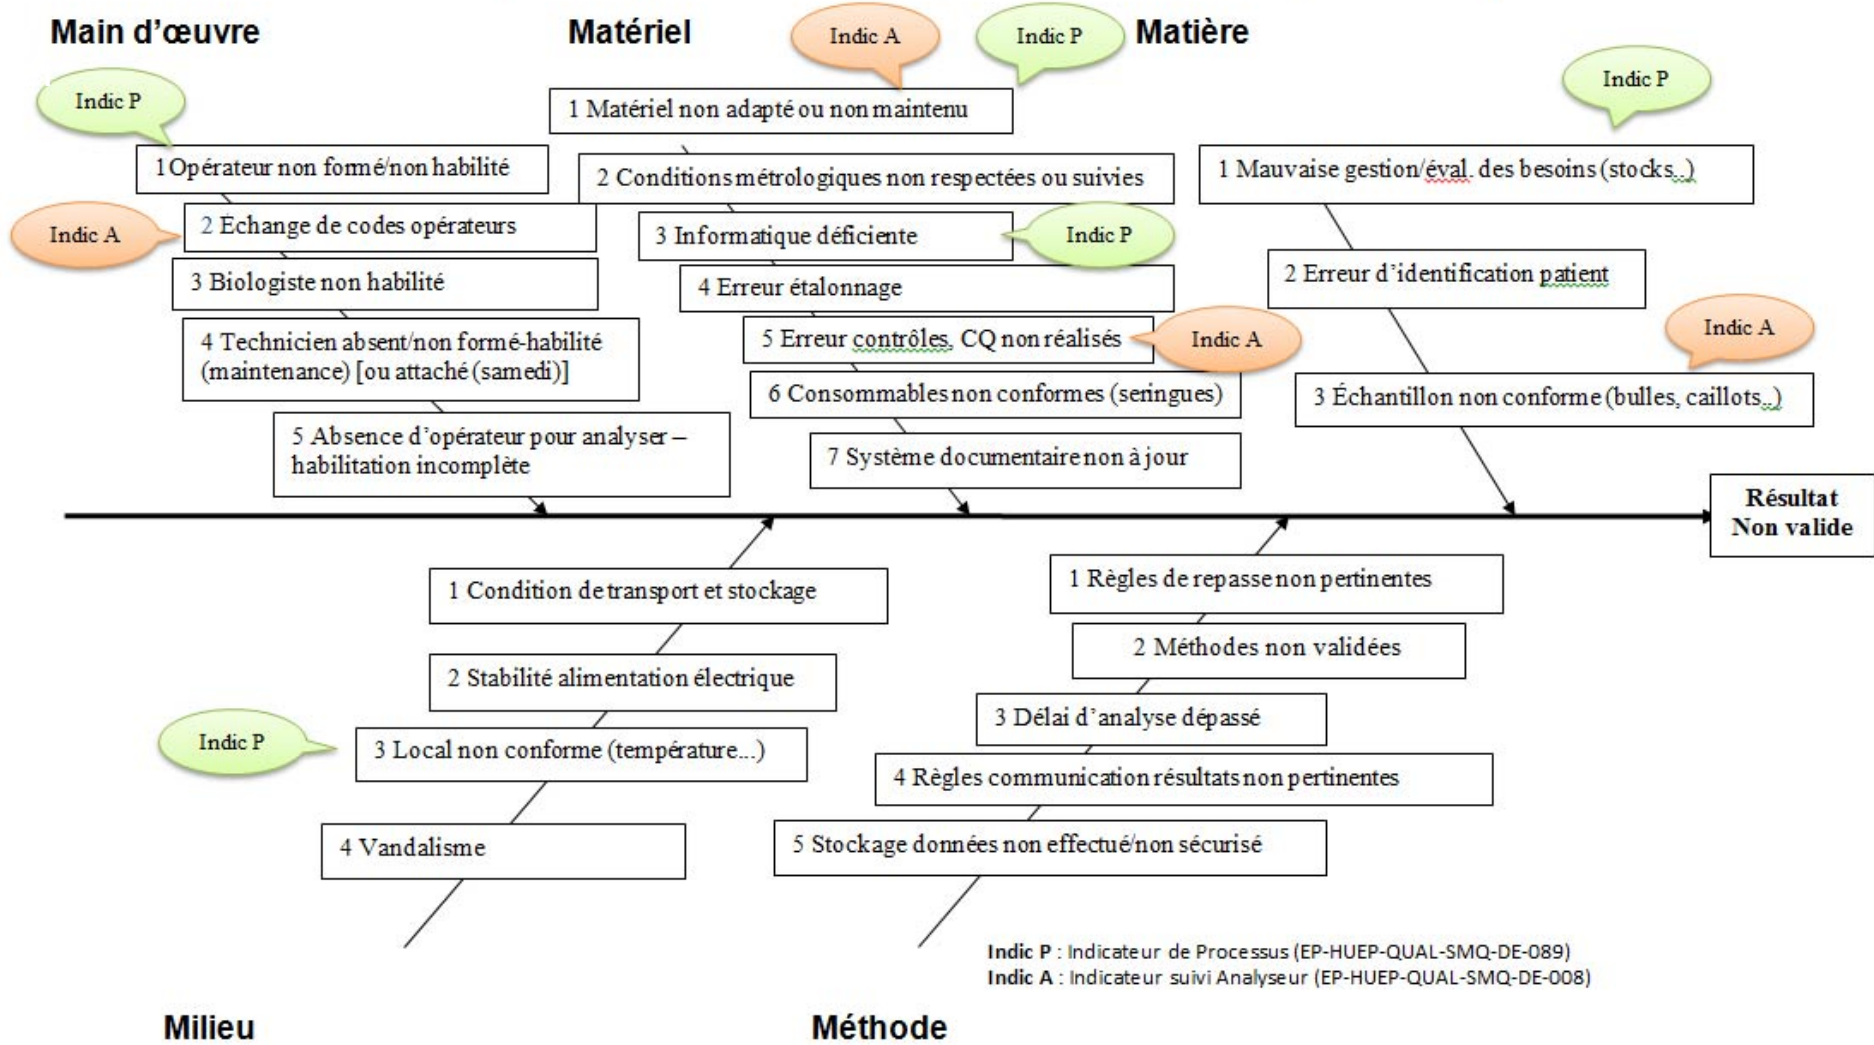 Main d'œuvre
Matériel
Indic A
Indic P
Matière
Indic P
Indic P
1 Matériel non adapté ou non maintenu
1Opérateur non formé/non habilité
2 Conditions métrologiques non respectées ou suivies
1 Mauvaise gestion/éval. des besoins (stocks..)
Indic A
2 Échange de codes opérateurs
3 Informatique déficiente
Indic P
3 Biologiste non habilité
4 Erreur étalonnage
2 Erreur d'identification patient
4 Technicien absent/non formé-habilité
(maintenance) [ou attaché (samedi)]
5 Erreur contrôles, CQ non réalisés
Indic A
Indic A
6 Consommables non conformes (seringues)
3 Échantillon non conforme (bulles, caillots..)
5 Absence d'opérateur pour analyser –
habilitation incomplète
7 Système documentaire non à jour
Résultat
Non valide
1 Condition de transport et stockage
1 Règles de repasse non pertinentes
2 Stabilité alimentation électrique
2 Méthodes non validées
Indic P
3 Local non conforme (température...)
3 Délai d'analyse dépassé
4 Règles communication résultats non pertinentes
4 Vandalisme
5 Stockage données non effectué/non sécurisé
Indic P : Indicateur de Processus (EP-HUEP-QUAL-SMQ-DE-089)
Indic A : Indicateur suivi Analyseur (EP-HUEP-QUAL-SMQ-DE-008)
Milieu
Méthode